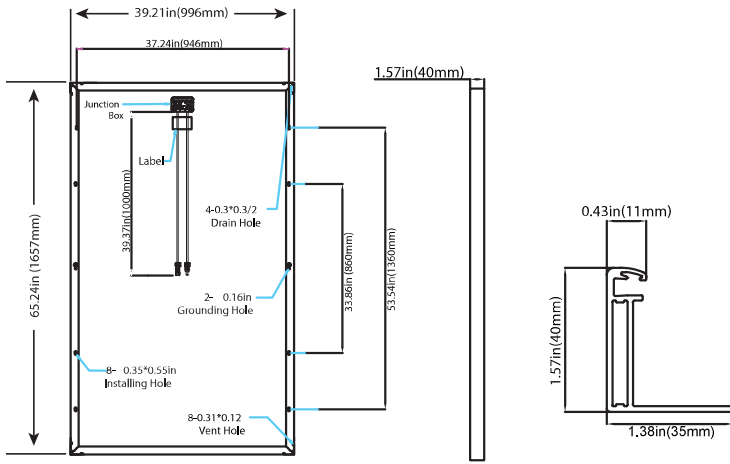 39.21in(996mm)
37.24in(946mm)
1.57in(40mm)
Junction
Box
Label
39.37in(1000mm)
65.24in (1657mm)
4-0.3*0.3/2
Drain Hole
33.86in (860mm)
53.54in(1360mm)
2- 0.16in
Grounding Hole
8- 0.35*0.55in
Installing Hole
8-0.31*0.12
Vent Hole
0.43in(11mm)
1.57in(40mm)
1.38in(35mm)